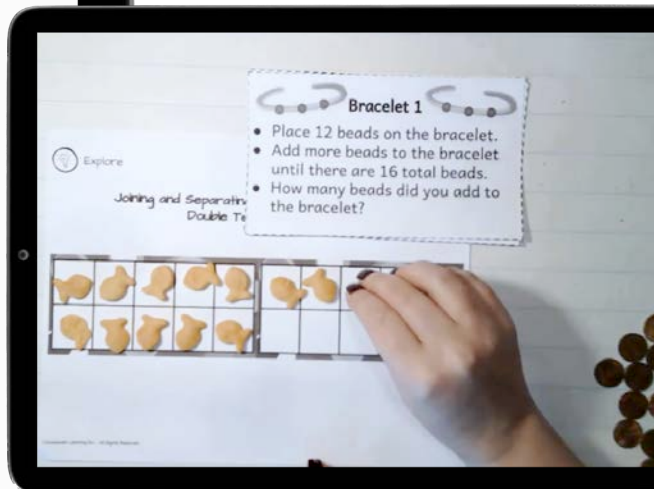 Bracelet 1
• Place 12 beads on the bracelet.
• Add more beads to the bracelet
until there are 16 total beads.
• How many beads did you add to
the bracelet?
Explore
Joining and Separating
Double Te